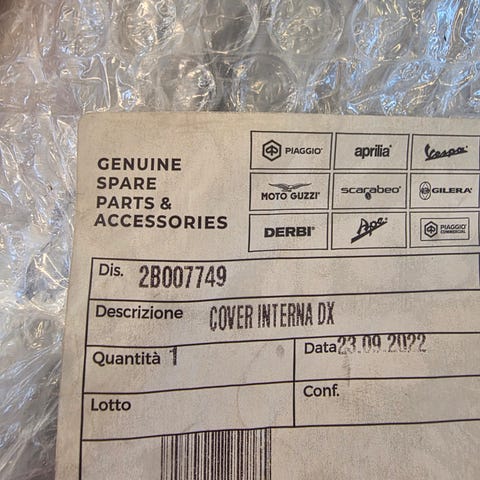 GENUINE
SPARE
PARTS &
ACCESSORIES
PIAGGIO aprilia Vespa
MOTO GUZZI scarabeo GILERA
DERBI Ape PIAGGIO COMMERCIAL
Dis. 2B007749
Descrizione COVER INTERNA DX
Quantità 1 Data 23.09.2022
Lotto Conf.